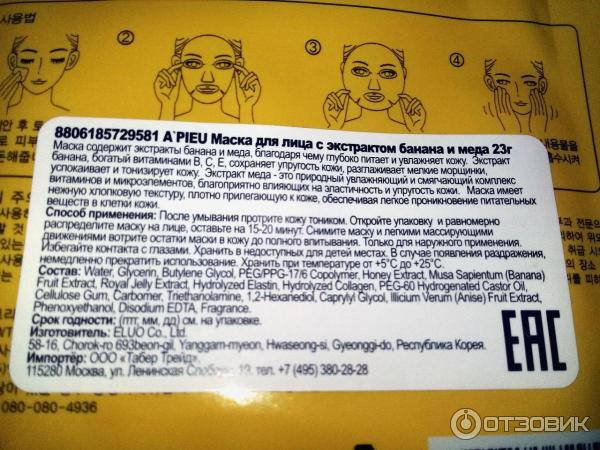 사용법
② ③ ④
8806185729581 A`PIEU Маска для лица с экстрактом банана и меда 23г
Маска содержит экстракты банана и меда, благодаря чему глубоко питает и увлажняет кожу. Экстракт
банана, богатый витаминами B, C, E, сохраняет упругость кожи, разглаживает мелкие морщинки,
успокаивает и тонизирует кожу. Экстракт меда - это природный увлажняющий и смягчающий комплекс
витаминов и микроэлементов, благоприятно влияющих на эластичность и упругость кожи. Маска имеет
нежную хлопковую текстуру, плотно прилегающую к коже, обеспечивая легкое проникновение питательных
веществ в клетки кожи.
Способ применения: После умывания протрите кожу тоником. Откройте упаковку и равномерно
распределите маску на лице, оставьте на 15-20 минут. Снимите маску и легкими массирующими
движениями вотрите остатки маски в кожу до полного впитывания. Только для наружного применения.
Избегайте контакта с глазами. Хранить в недоступных для детей местах. В случае появления раздражения,
немедленно прекратить использование. Хранить при температуре от +5°C до +25°C.
Состав: Water, Glycerin, Butylene Glycol, PEG/PPG-17/6 Copolymer, Honey Extract, Musa Sapientum (Banana)
Fruit Extract, Royal Jelly Extract, Hydrolyzed Elastin, Hydrolyzed Collagen, PEG-60 Hydrogenated Castor Oil,
Cellulose Gum, Carbomer, Triethanolamine, 1,2-Hexanediol, Caprylyl Glycol, Illicium Verum (Anise) Fruit Extract,
Phenoxyethanol, Disodium EDTA, Fragrance.
Срок годности: (гггг, мм, дд) см. на упаковке.
Изготовитель: ELUO Co., Ltd.
58-16, Chorok-ro 693beon-gil, Yanggam-myeon, Hwaseong-si, Gyeonggi-do, Республика Корея.
Импортёр: ООО «Табер Трейд».
115280 Москва, ул. Ленинская Слобода, 19, тел. +7 (495) 380-28-28
EAC
080-080-4936
ОТЗОВИК